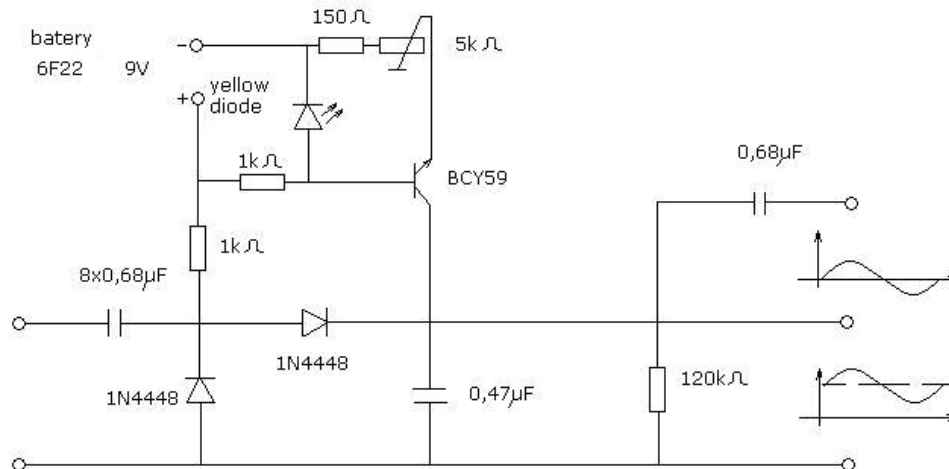 150Ω
batery
5kΩ
6F22 9V
yellow
diode
1kΩ
BCY59
0,68µF
1kΩ
8x0,68µF
1N4448
1N4448
0,47µF
120kΩ